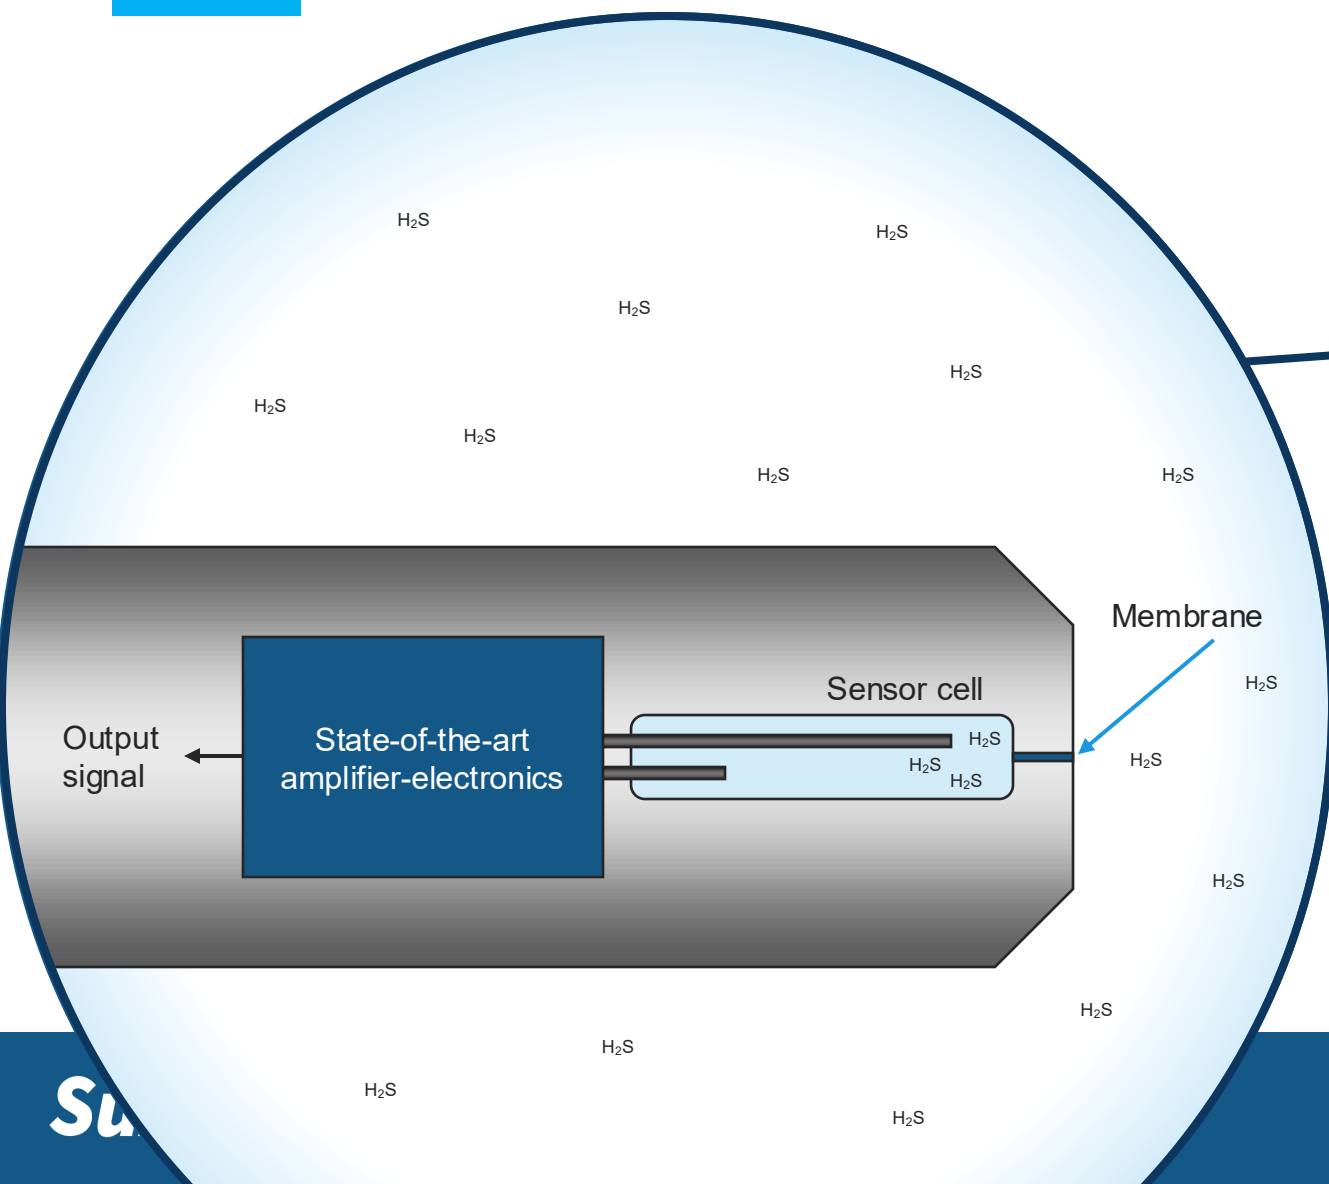 H₂S
H₂S
H₂S
H₂S
H₂S
H₂S
H₂S
H₂S
Membrane
H₂S
Sensor cell
Output
signal
State-of-the-art
amplifier-electronics
H₂S
H₂S
H₂S
H₂S
H₂S
H₂S
H₂S
H₂S
H₂S